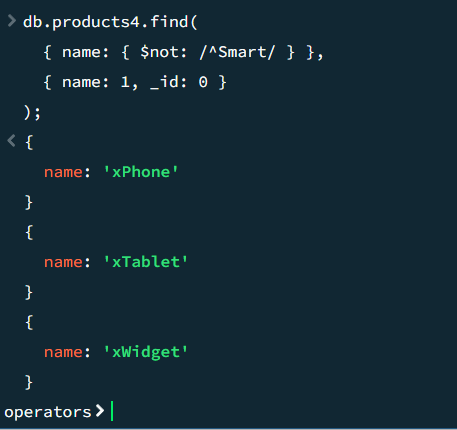 > db.products4.find(
{ name: { $not: /^Smart/ } },
{ name: 1, _id: 0 }
);
< {
name: 'xPhone'
}
{
name: 'xTablet'
}
{
name: 'xWidget'
}
operators>